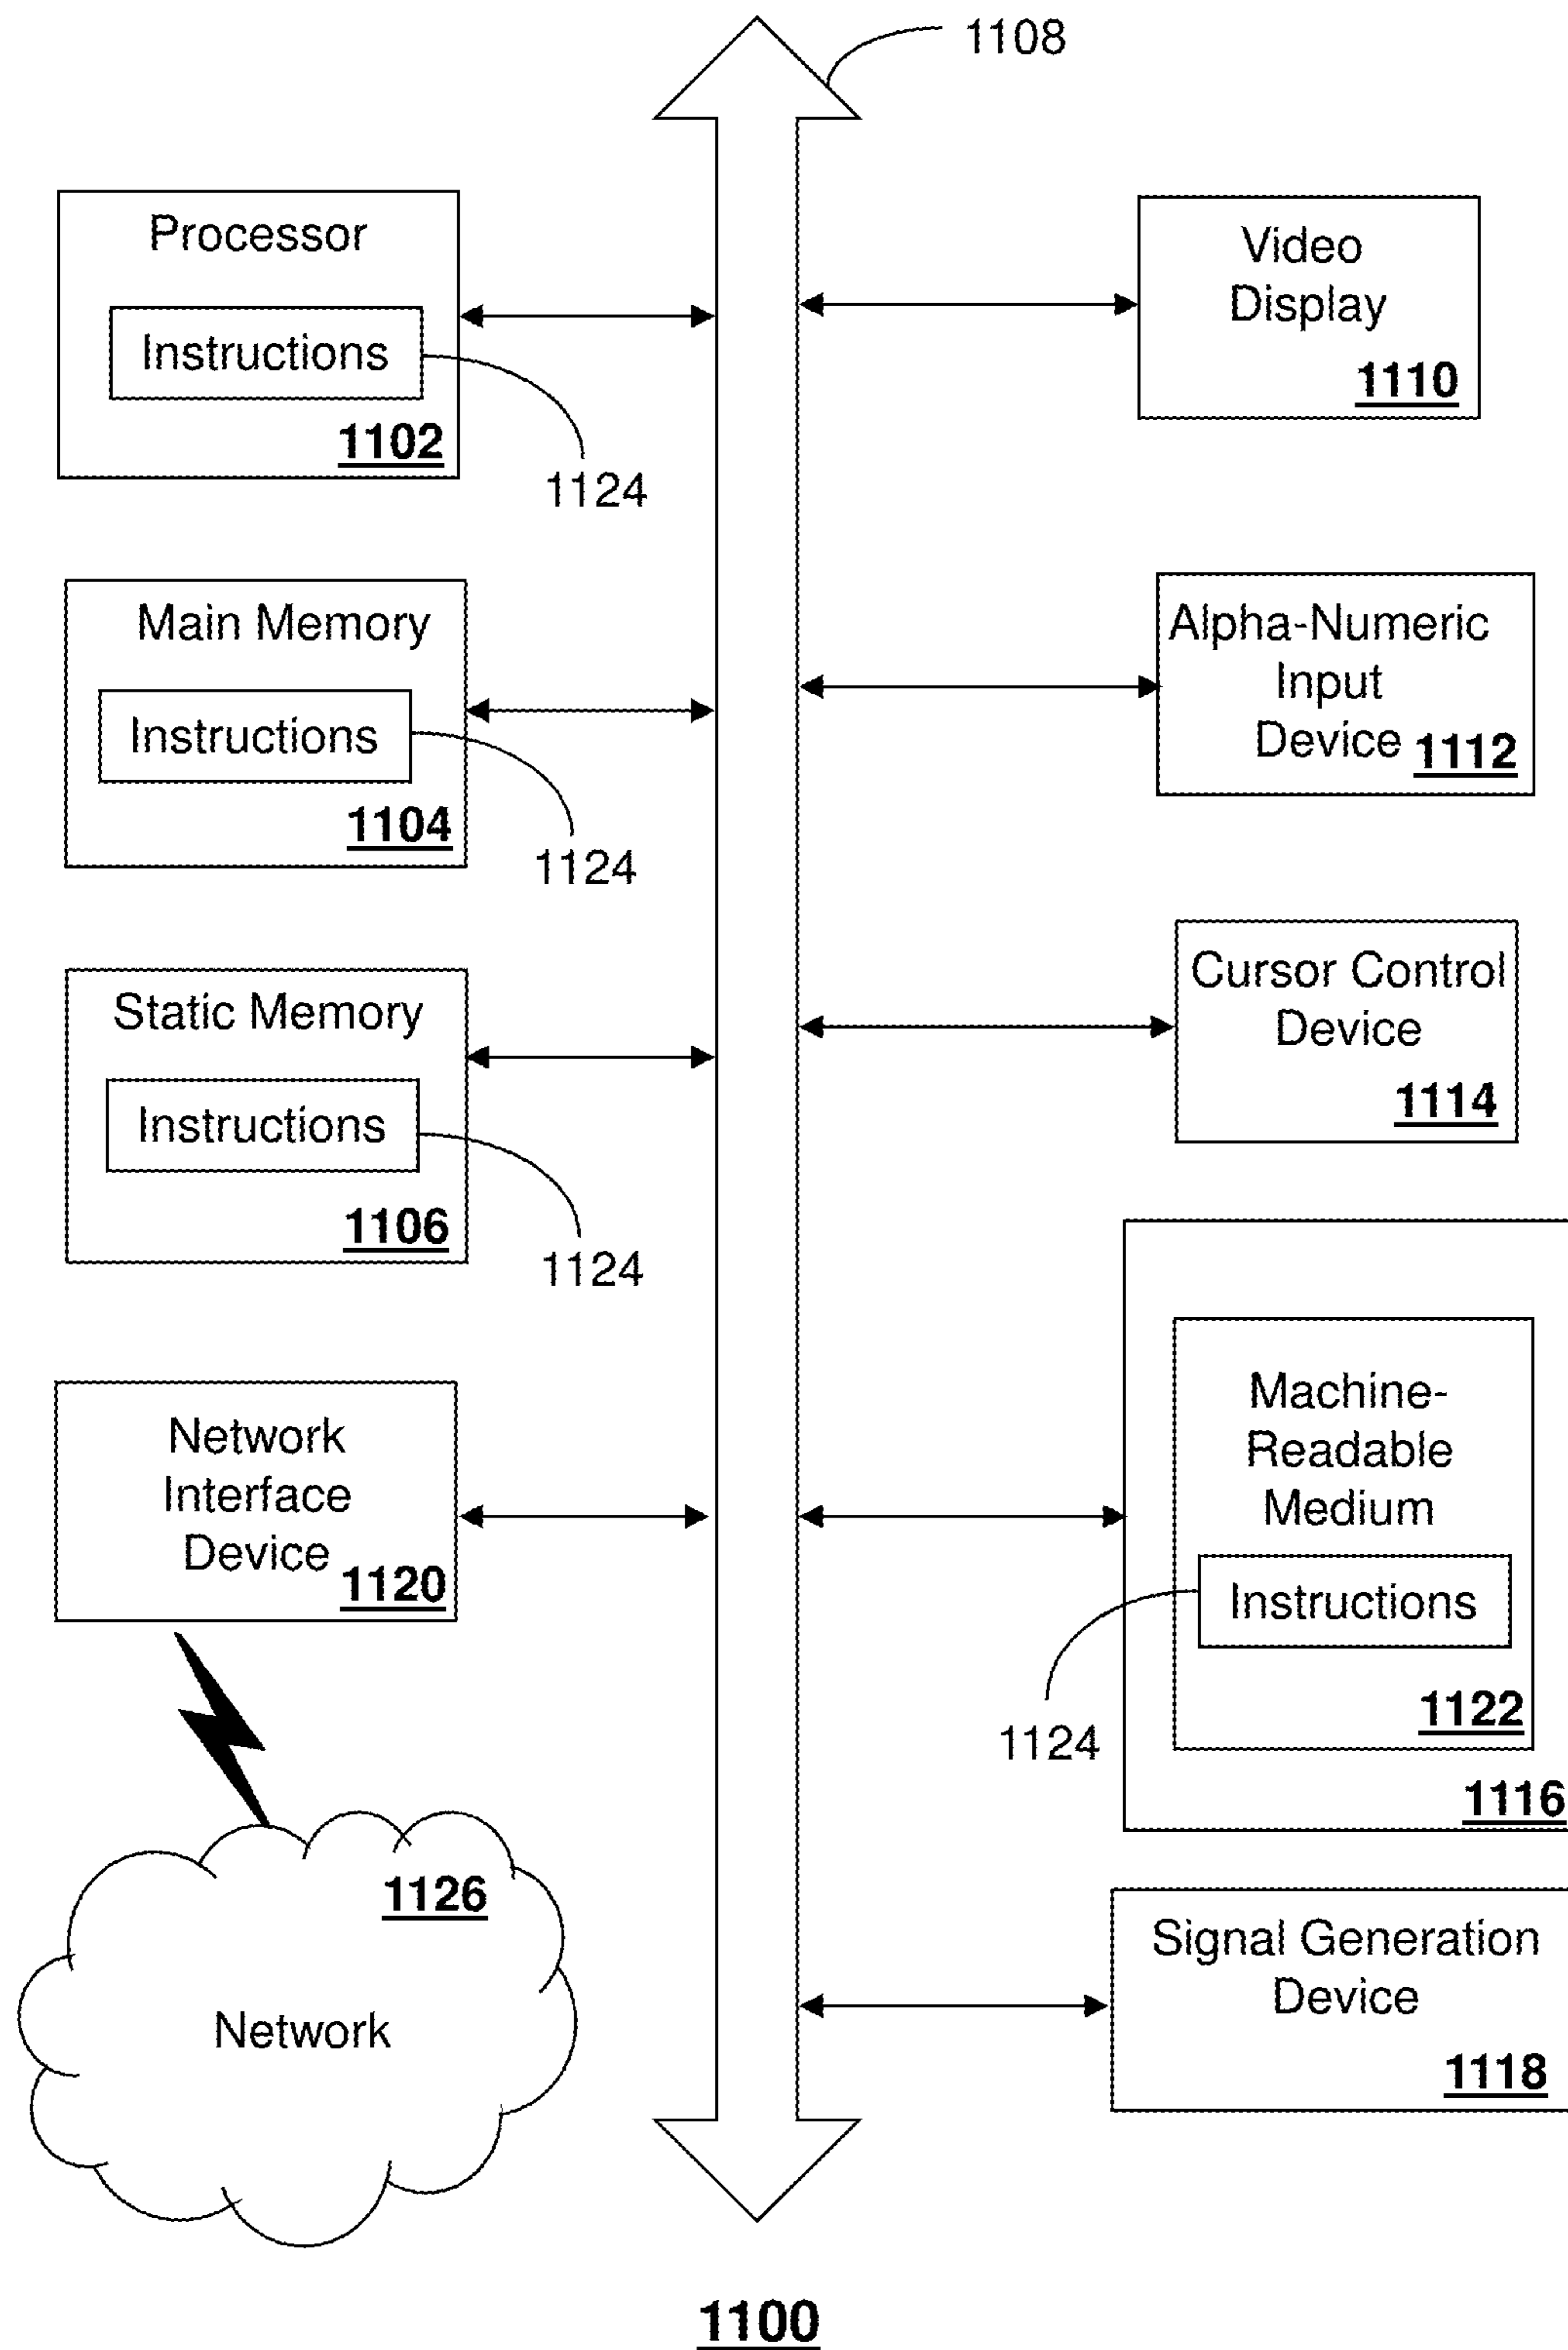 1108
Processor
Instructions
1102
1124
Main Memory
Instructions
1104
1124
Static Memory
Instructions
1106
1124
Network
Interface
Device
1120
1126
Network
Video
Display
1110
Alpha-Numeric
Input
Device 1112
Cursor Control
Device
1114
Machine-
Readable
Medium
Instructions
1122
1124
1116
Signal Generation
Device
1118
1100